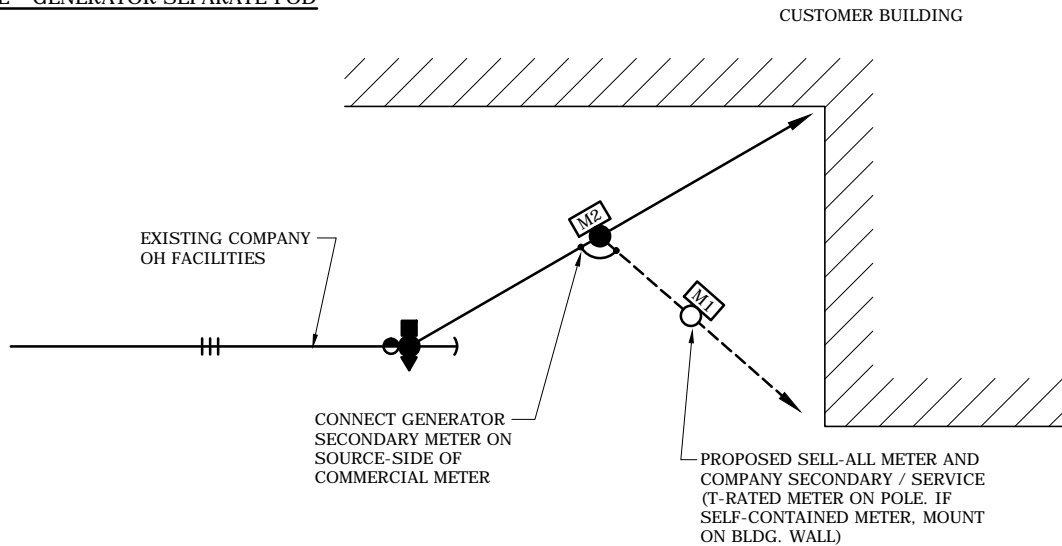 GENERATOR SEPARATE
CUSTOMER BUILDING
M2
EXISTING COMPANY
OH FACILITIES
M1
CONNECT GENERATOR
SECONDARY METER ON
SOURCE-SIDE OF
COMMERCIAL METER
PROPOSED SELL-ALL METER AND
COMPANY SECONDARY / SERVICE
(T-RATED METER ON POLE. IF
SELF-CONTAINED METER, MOUNT
ON BLDG. WALL)